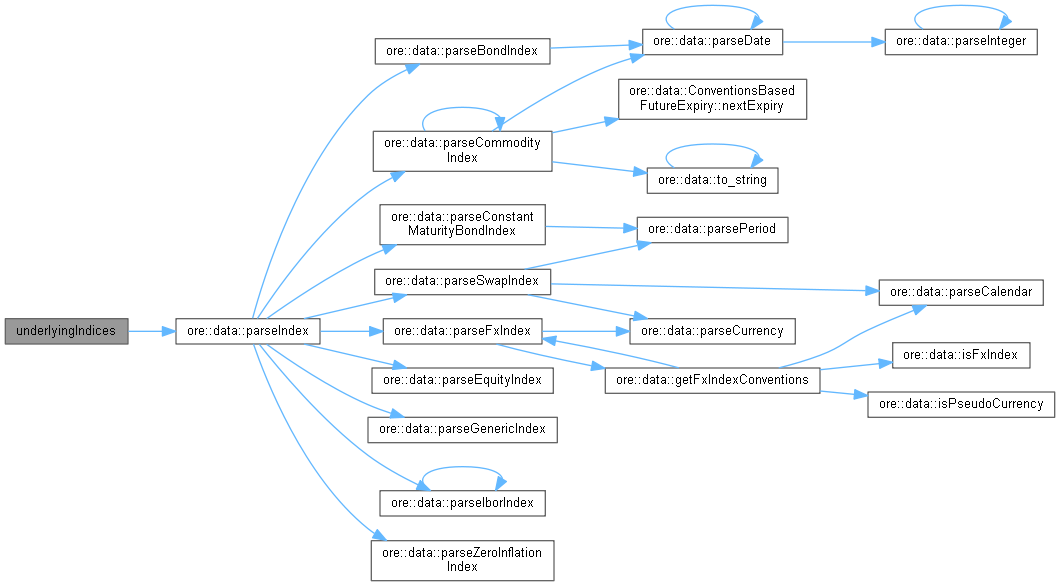 underlyingIndices
ore::data::parseIndex
ore::data::parseBondIndex
ore::data::parseCommodity
Index
ore::data::parseConstant
MaturityBondIndex
ore::data::parseSwapIndex
ore::data::parseFxIndex
ore::data::parseEquityIndex
ore::data::parseGenericIndex
ore::data::parseIborIndex
ore::data::parseZeroInflation
Index
ore::data::parseDate
ore::data::ConventionsBased
FutureExpiry::nextExpiry
ore::data::to_string
ore::data::parsePeriod
ore::data::parseCurrency
ore::data::getFxIndexConventions
ore::data::parseInteger
ore::data::parseCalendar
ore::data::isFxIndex
ore::data::isPseudoCurrency